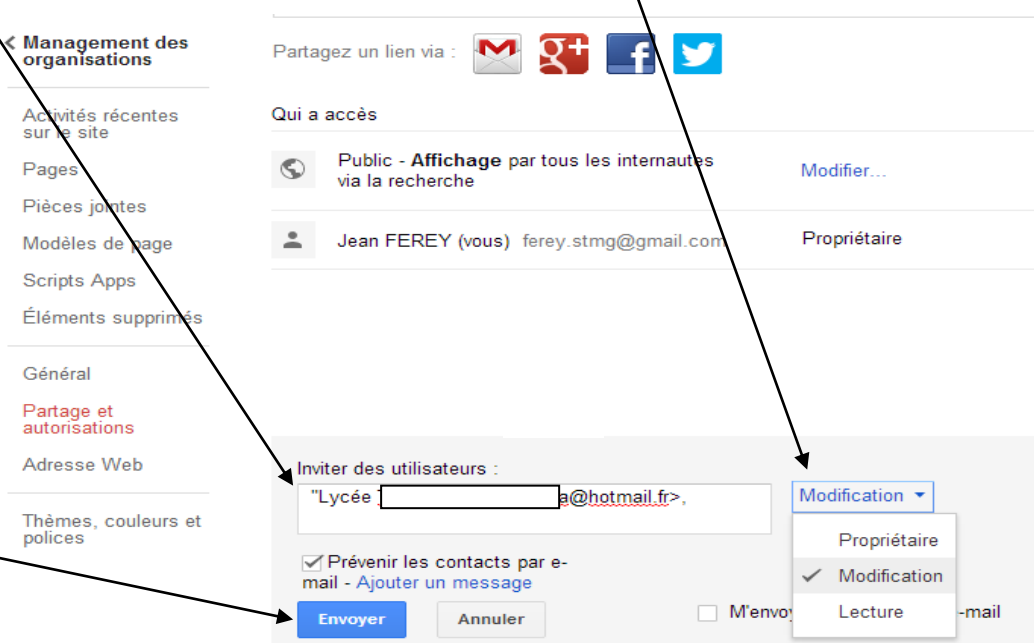 Management des
organisations
Activités récentes
sur le site
Pages
Pièces jointes
Modèles de page
Scripts Apps
Éléments supprimés
Général
Partage et
autorisations
Adresse Web
Thèmes, couleurs et
polices
Partagez un lien via :
g+
f
Qui a accès
Public - Affichage par tous les internautes
via la recherche
Modifier...
Jean FEREY (vous) ferey.stmg@gmail.com
Propriétaire
Inviter des utilisateurs :
"Lycée a@hotmail.fr>,
Modification
Propriétaire
Modification
Lecture
Prévenir les contacts par e-
mail - Ajouter un message
Envoyer
Annuler
M'envoy -mail